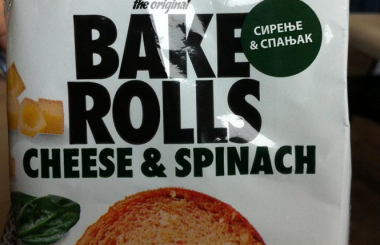 the original
BAKE
ROLLS
CHEESE & SPINACH
СИРЕЊЕ
& СПАЊАК